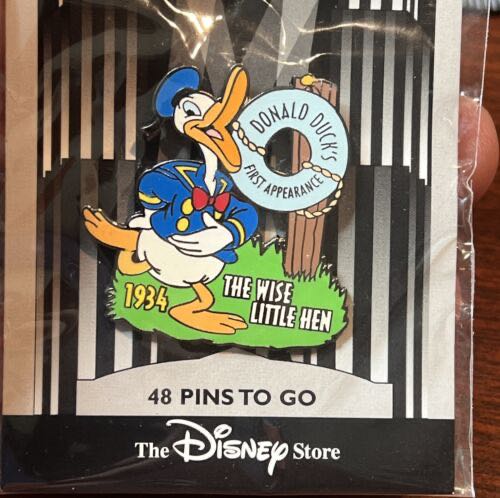 DONALD DUCK'S
FIRST APPEARANCE
1934
THE WISE
LITTLE HEN
48 PINS TO GO
The Disney Store